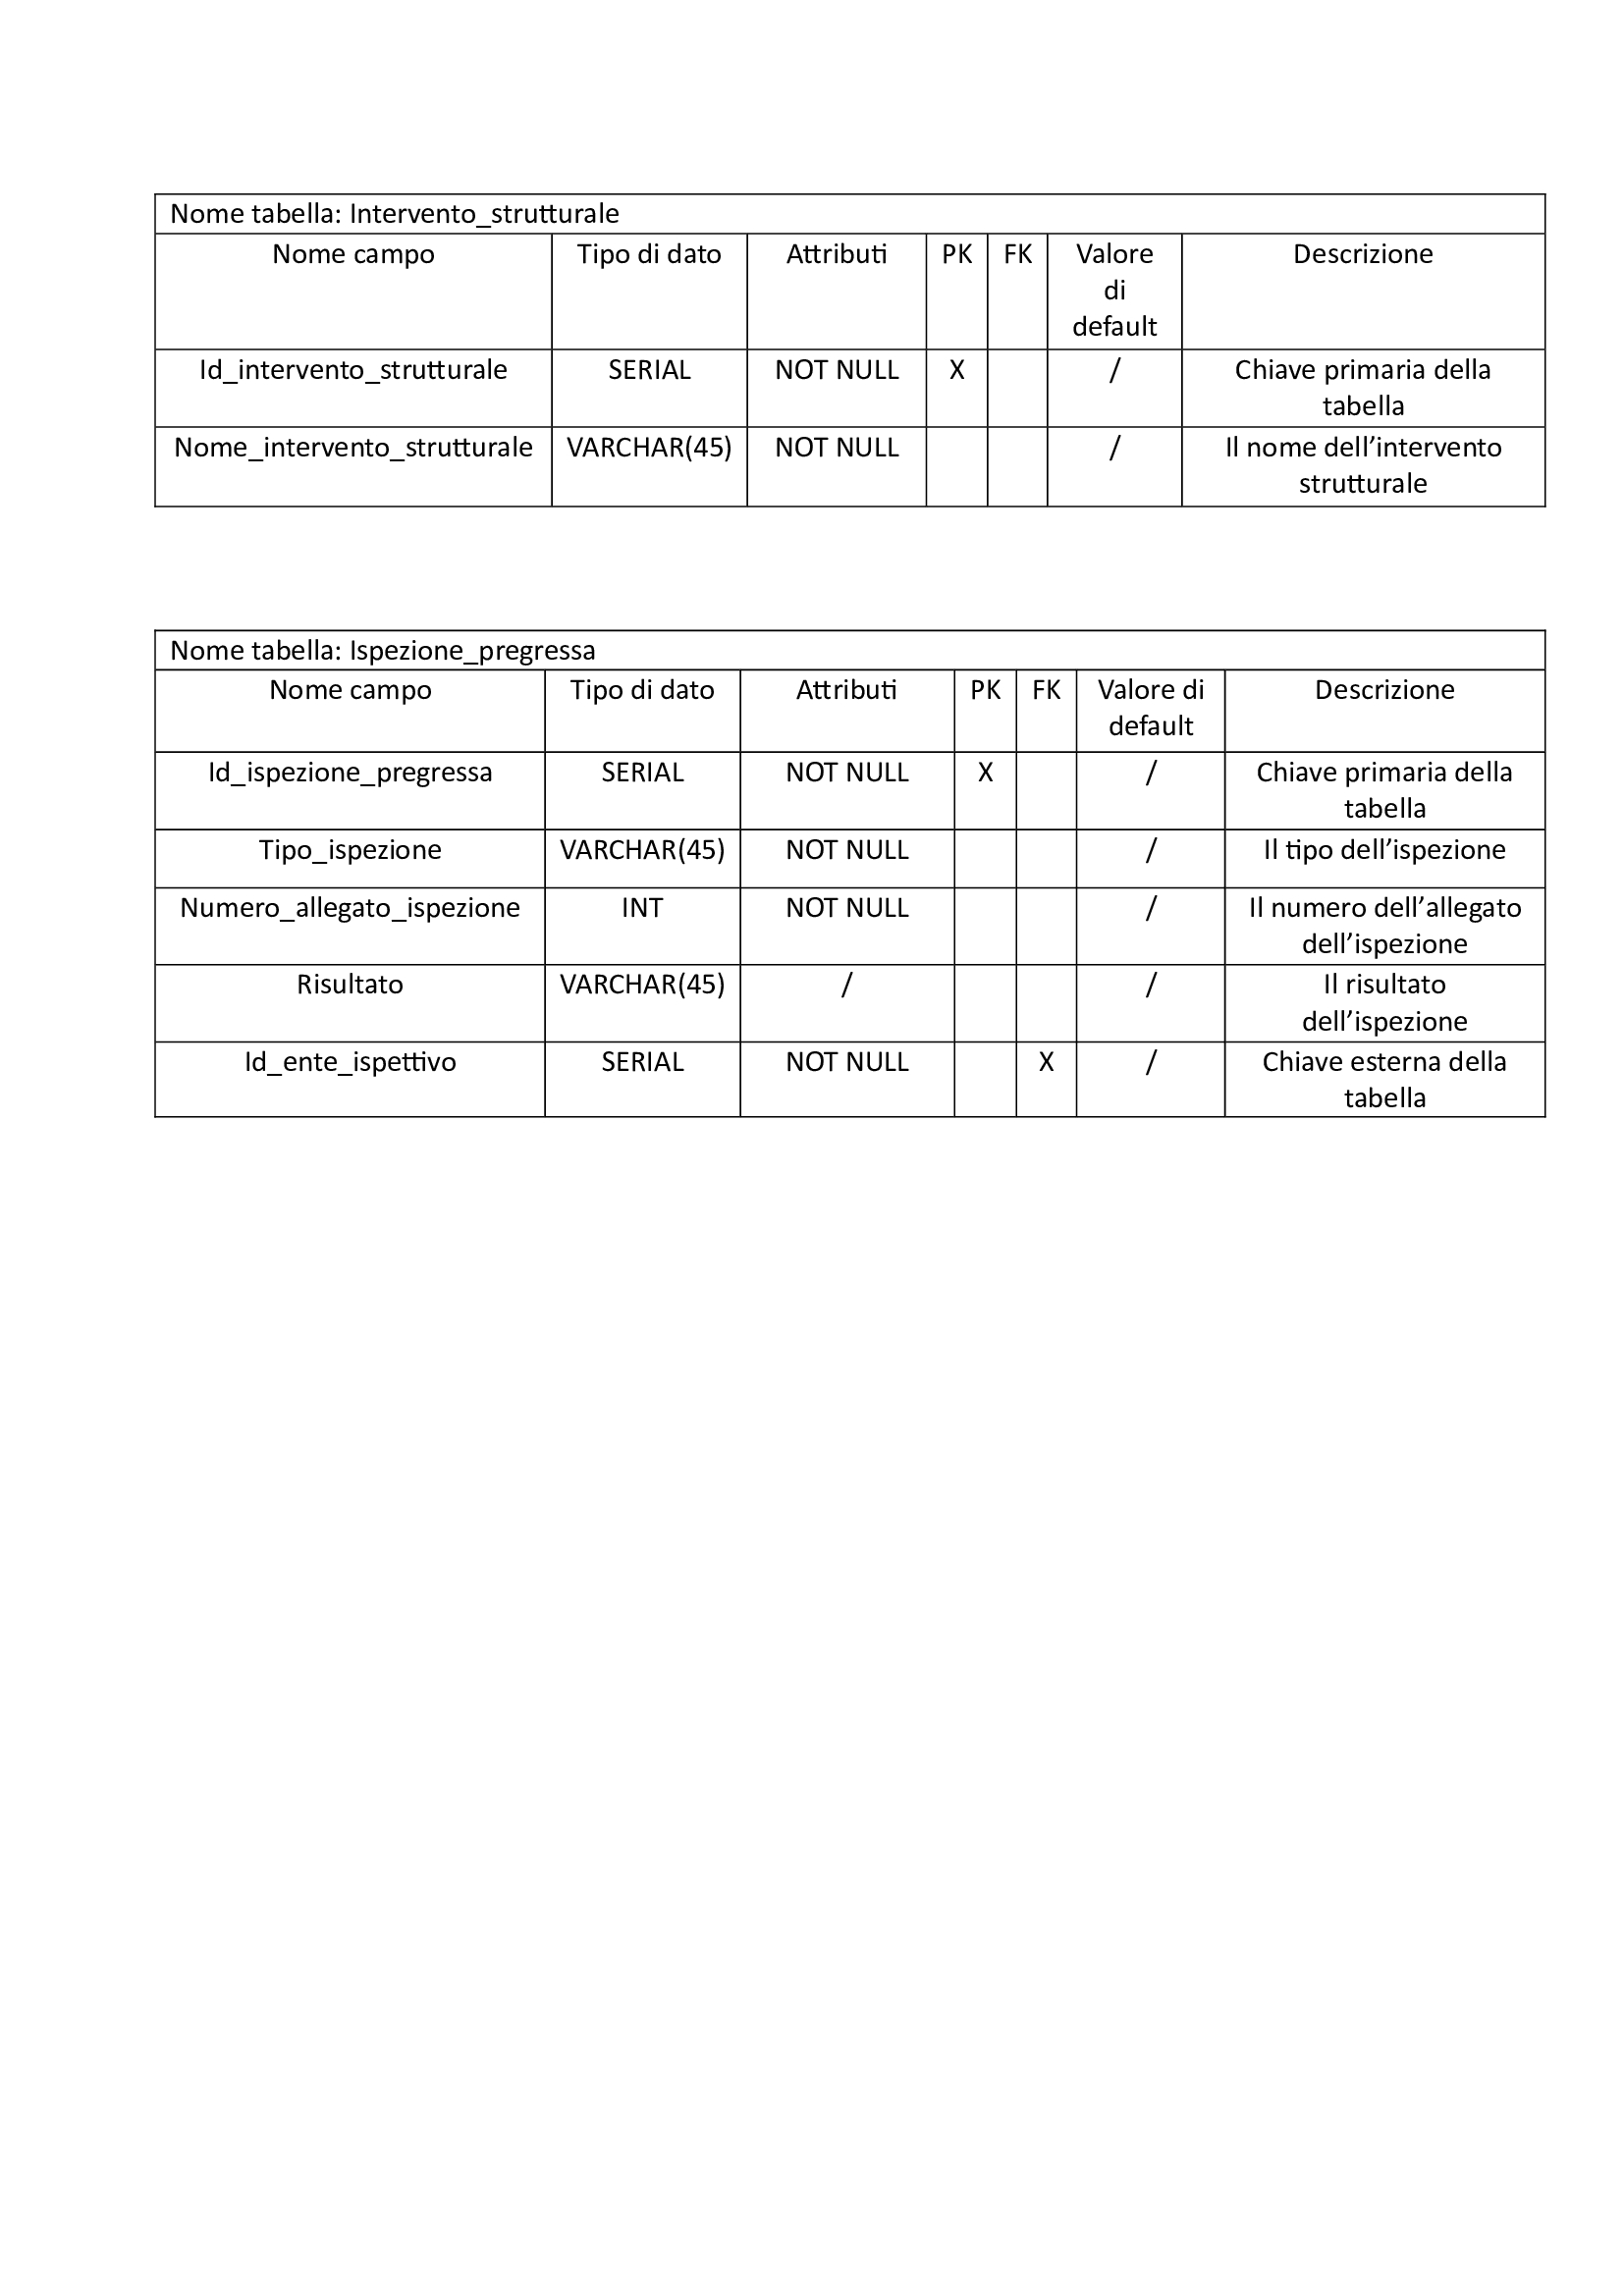 Nome tabella: Intervento_strutturale
Nome campo Tipo di dato Attributi PK FK Valore di default Descrizione
Id_intervento_strutturale SERIAL NOT NULL X / Chiave primaria della tabella
Nome_intervento_strutturale VARCHAR(45) NOT NULL / Il nome dell’intervento strutturale
Nome tabella: Ispezione_pregressa
Nome campo Tipo di dato Attributi PK FK Valore di default Descrizione
Id_ispezione_pregressa SERIAL NOT NULL X / Chiave primaria della tabella
Tipo_ispezione VARCHAR(45) NOT NULL / Il tipo dell’ispezione
Numero_allegato_ispezione INT NOT NULL / Il numero dell’allegato dell’ispezione
Risultato VARCHAR(45) / / Il risultato dell’ispezione
Id_ente_ispettivo SERIAL NOT NULL X / Chiave esterna della tabella